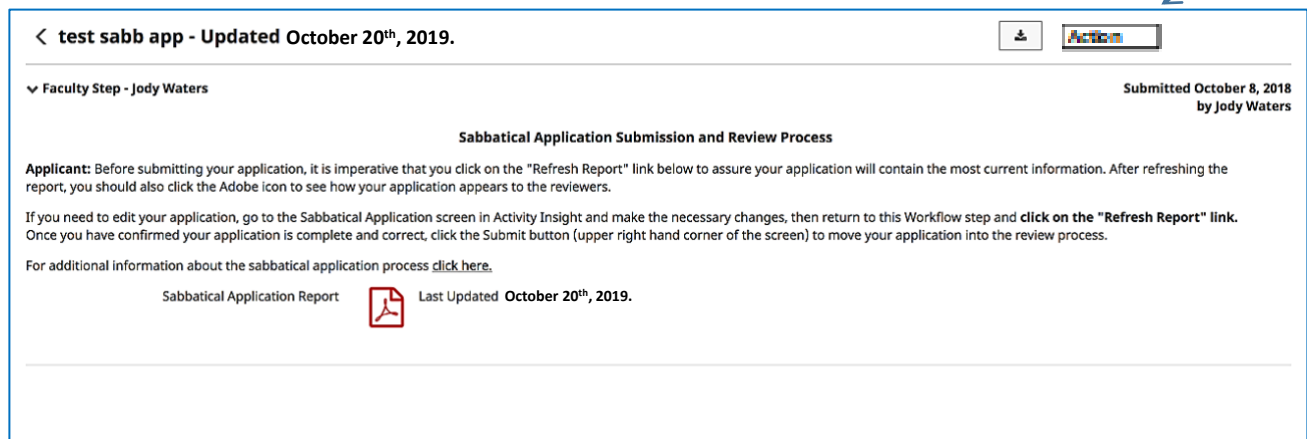 test sabb app - Updated October 20th, 2019.
Action
Faculty Step - Jody Waters
Submitted October 8, 2018
by Jody Waters
Sabbatical Application Submission and Review Process
Applicant: Before submitting your application, it is imperative that you click on the "Refresh Report" link below to assure your application will contain the most current information. After refreshing the
report, you should also click the Adobe icon to see how your application appears to the reviewers.
If you need to edit your application, go to the Sabbatical Application screen in Activity Insight and make the necessary changes, then return to this Workflow step and click on the "Refresh Report" link.
Once you have confirmed your application is complete and correct, click the Submit button (upper right hand corner of the screen) to move your application into the review process.
For additional information about the sabbatical application process click here.
Sabbatical Application Report Last Updated October 20th, 2019.